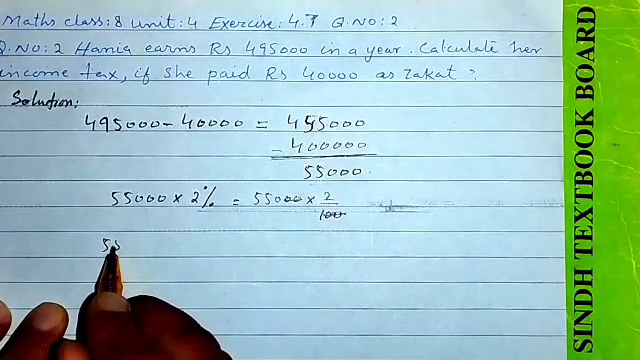 Maths class:8 unit:4 Exercise:4.7 Q.No:2
Q.No:2 Hania earns Rs 495000 in a year. Calculate her
income tax, if she paid Rs 40000 as zakat?
Solution:
495000-40000 = 455000
- 400000
55000.
55000 × 2% = 55000 × 2/100
55
SINDH TEXTBOOK BOARD